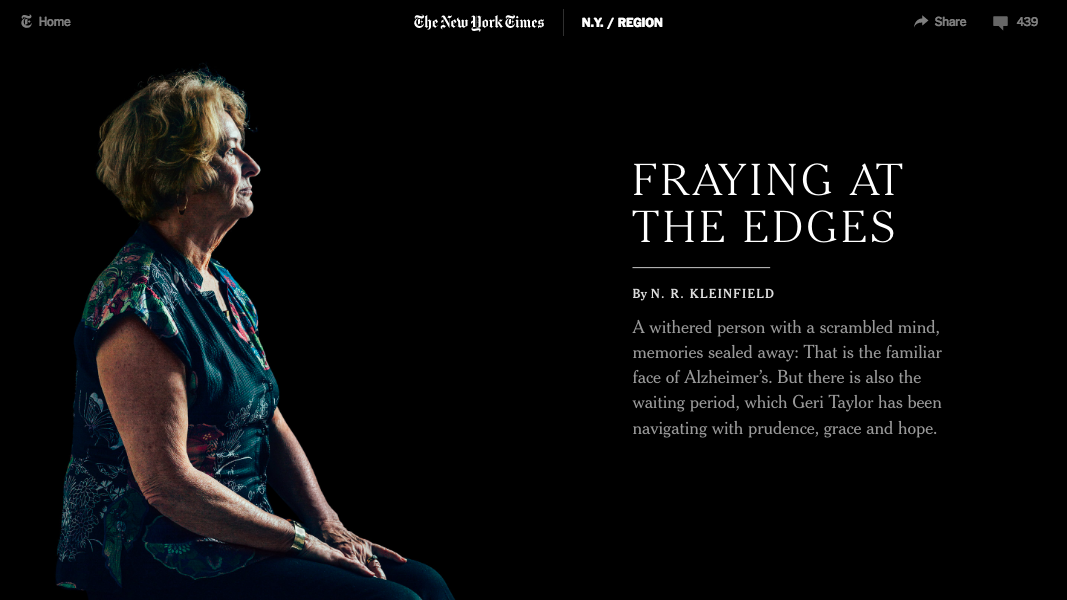 Home
The New York Times
N.Y. / REGION
Share
439
FRAYING AT
THE EDGES
By N. R. KLEINFIELD
A withered person with a scrambled mind,
memories sealed away: That is the familiar
face of Alzheimer’s. But there is also the
waiting period, which Geri Taylor has been
navigating with prudence, grace and hope.